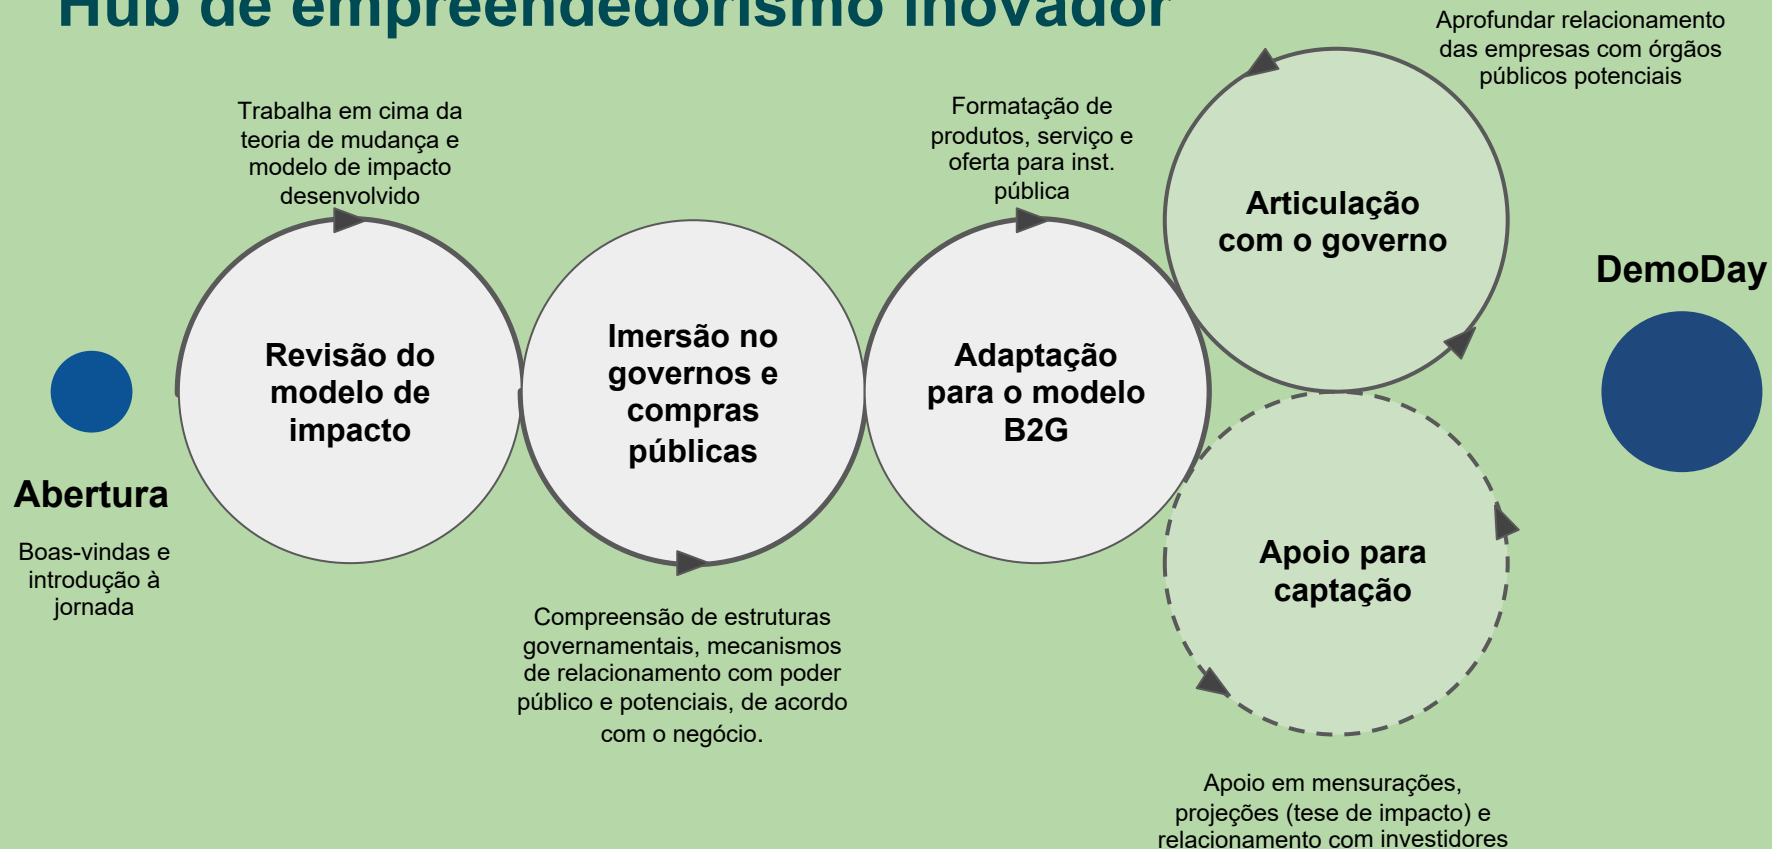 Hub de empreendedorismo inovador
Aprofundar relacionamento
das empresas com órgãos
públicos potenciais
Trabalha em cima da
teoria de mudança e
modelo de impacto
desenvolvido
Formatação de
produtos, serviço e
oferta para inst.
pública
Articulação
com o governo
DemoDay
Revisão do
modelo de
impacto
Imersão no
governos e
compras
públicas
Adaptação
para o modelo
B2G
Abertura
Boas-vindas e
introdução à
jornada
Apoio para
captação
Compreensão de estruturas
governamentais, mecanismos
de relacionamento com poder
público e potenciais, de acordo
com o negócio.
Apoio em mensurações,
projeções (tese de impacto) e
relacionamento com investidores